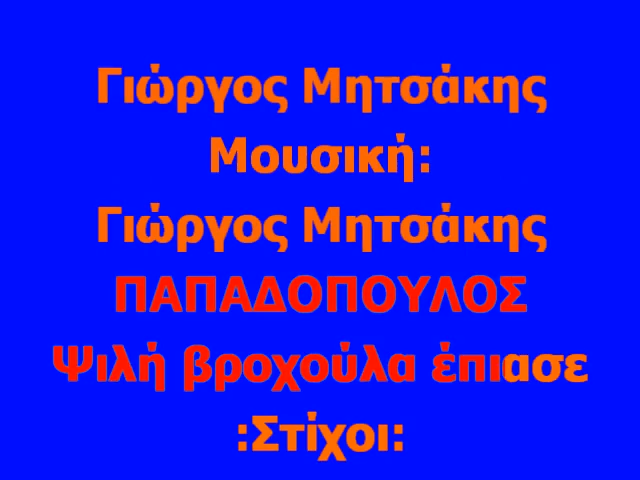 Γιώργος Μητσάκης
Μουσική:
Γιώργος Μητσάκης
ΠΑΠΑΔΟΠΟΥΛΟΣ
Ψιλή βροχούλα έπιασε
:Στίχοι: